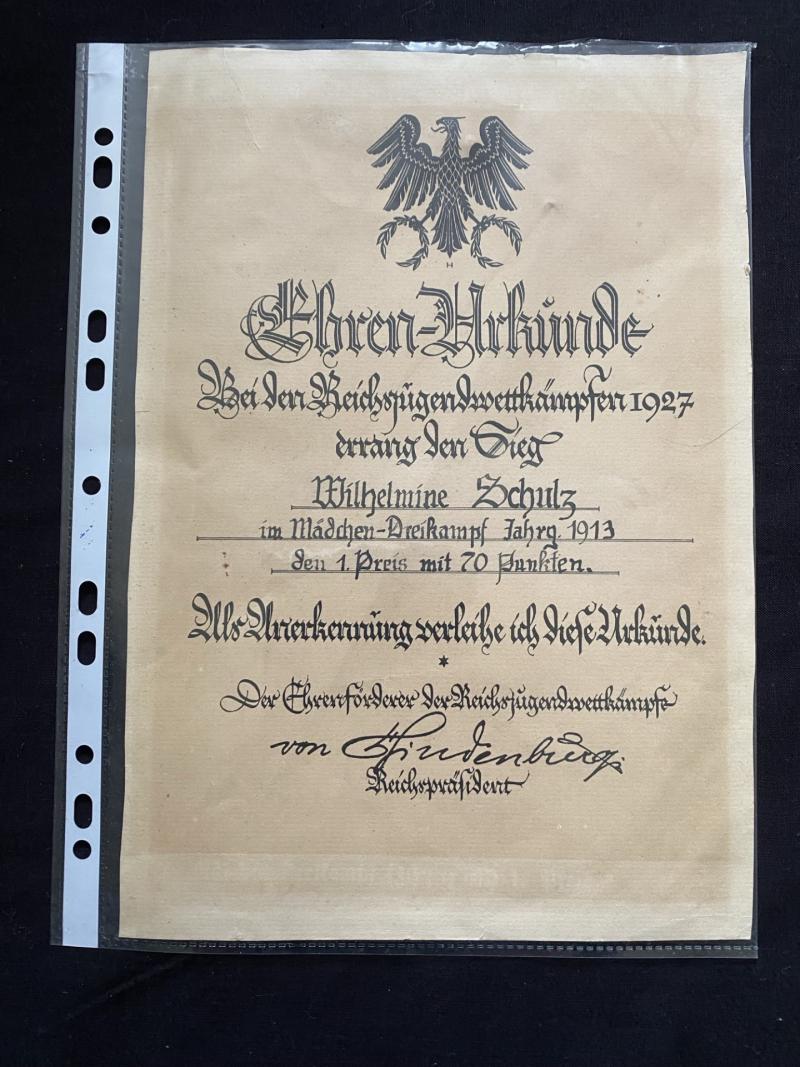 Ehren-Urkunde
Bei den Reichsjugendwettkämpfen 1927
errang den Sieg
Wilhelmine Schulz
im Mädchen-Dreikampf Jahrg. 1913
den 1. Preis mit 70 Punkten.
Als Anerkennung verleihe ich diese Urkunde.
Der Ehrenförderer der Reichsjugendwettkämpfe
von Hindenburg.
Reichspräsident